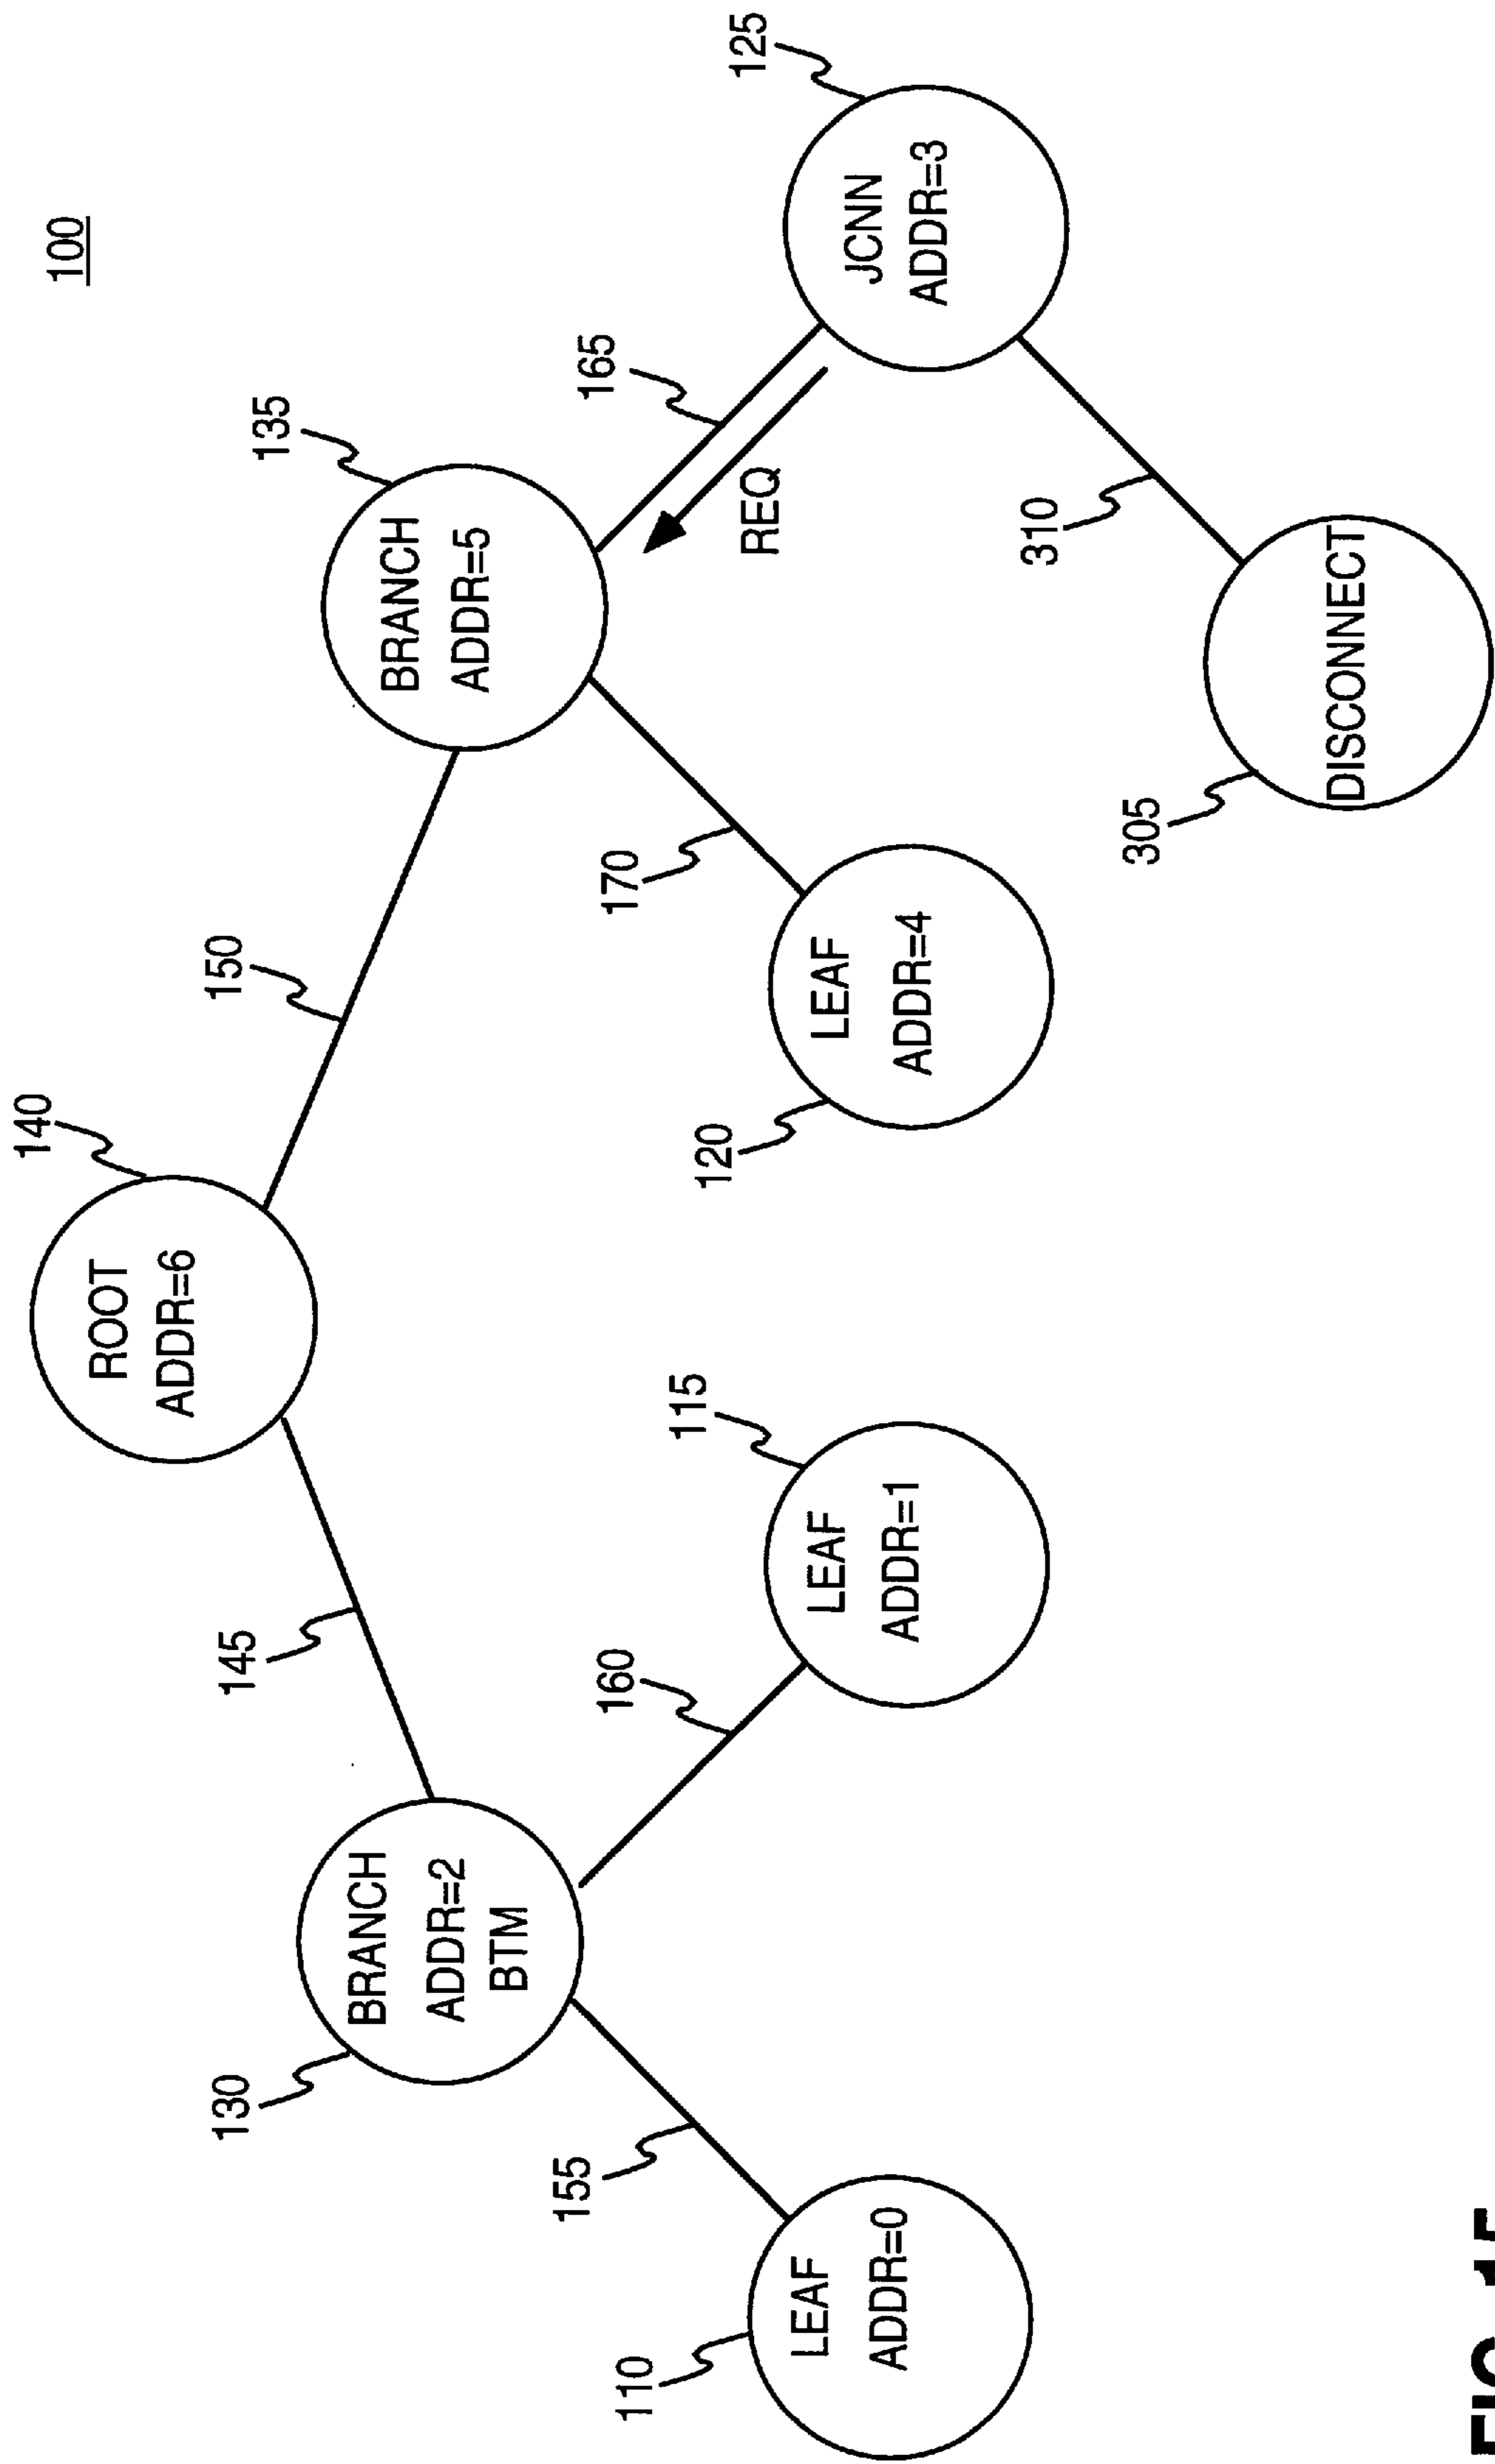 140
100
ROOT
ADDR=6
130
145
150
135
BRANCH
ADDR=2
BTM
BRANCH
ADDR=5
155
160
170
165
110
115
120
125
LEAF
ADDR=0
LEAF
ADDR=1
LEAF
ADDR=4
REQ
JCNN
ADDR=3
310
305
DISCONNECT
FIG. 15